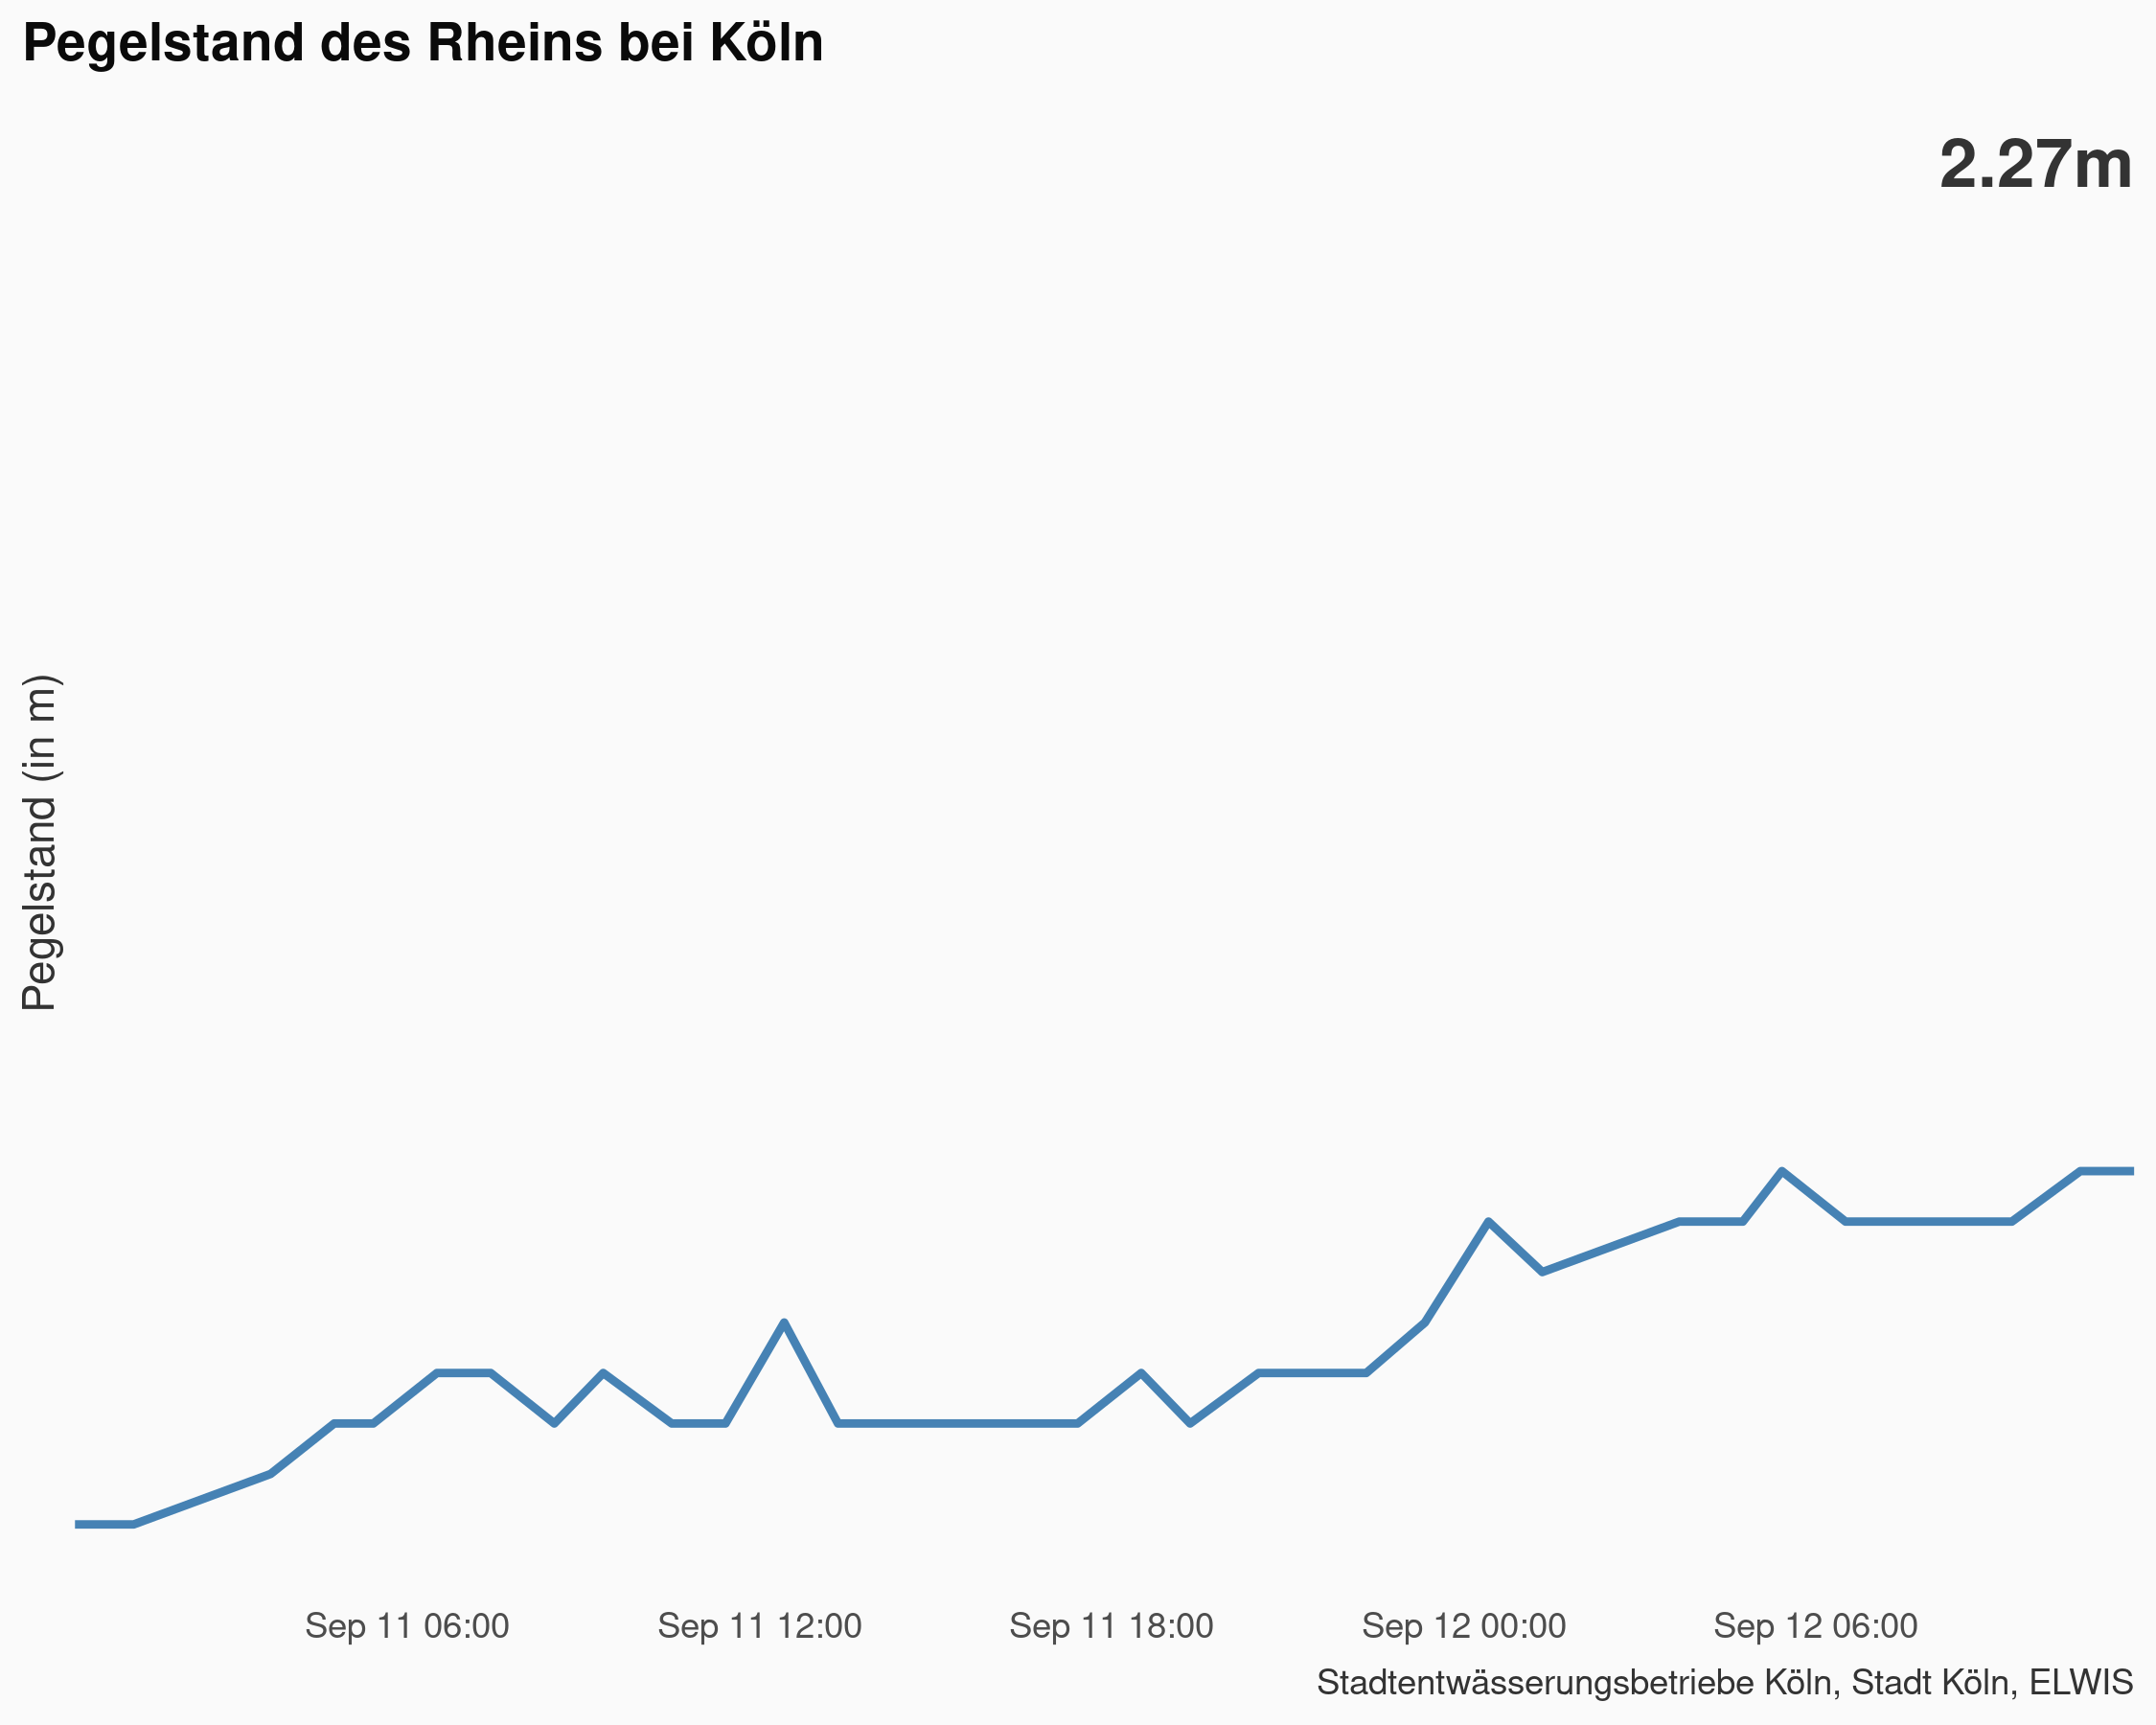 Pegelstand des Rheins bei Köln
2.27m
Pegelstand (in m)
Sep 11 06:00
Sep 11 12:00
Sep 11 18:00
Sep 12 00:00
Sep 12 06:00
Stadtentwässerungsbetriebe Köln, Stadt Köln, ELWIS